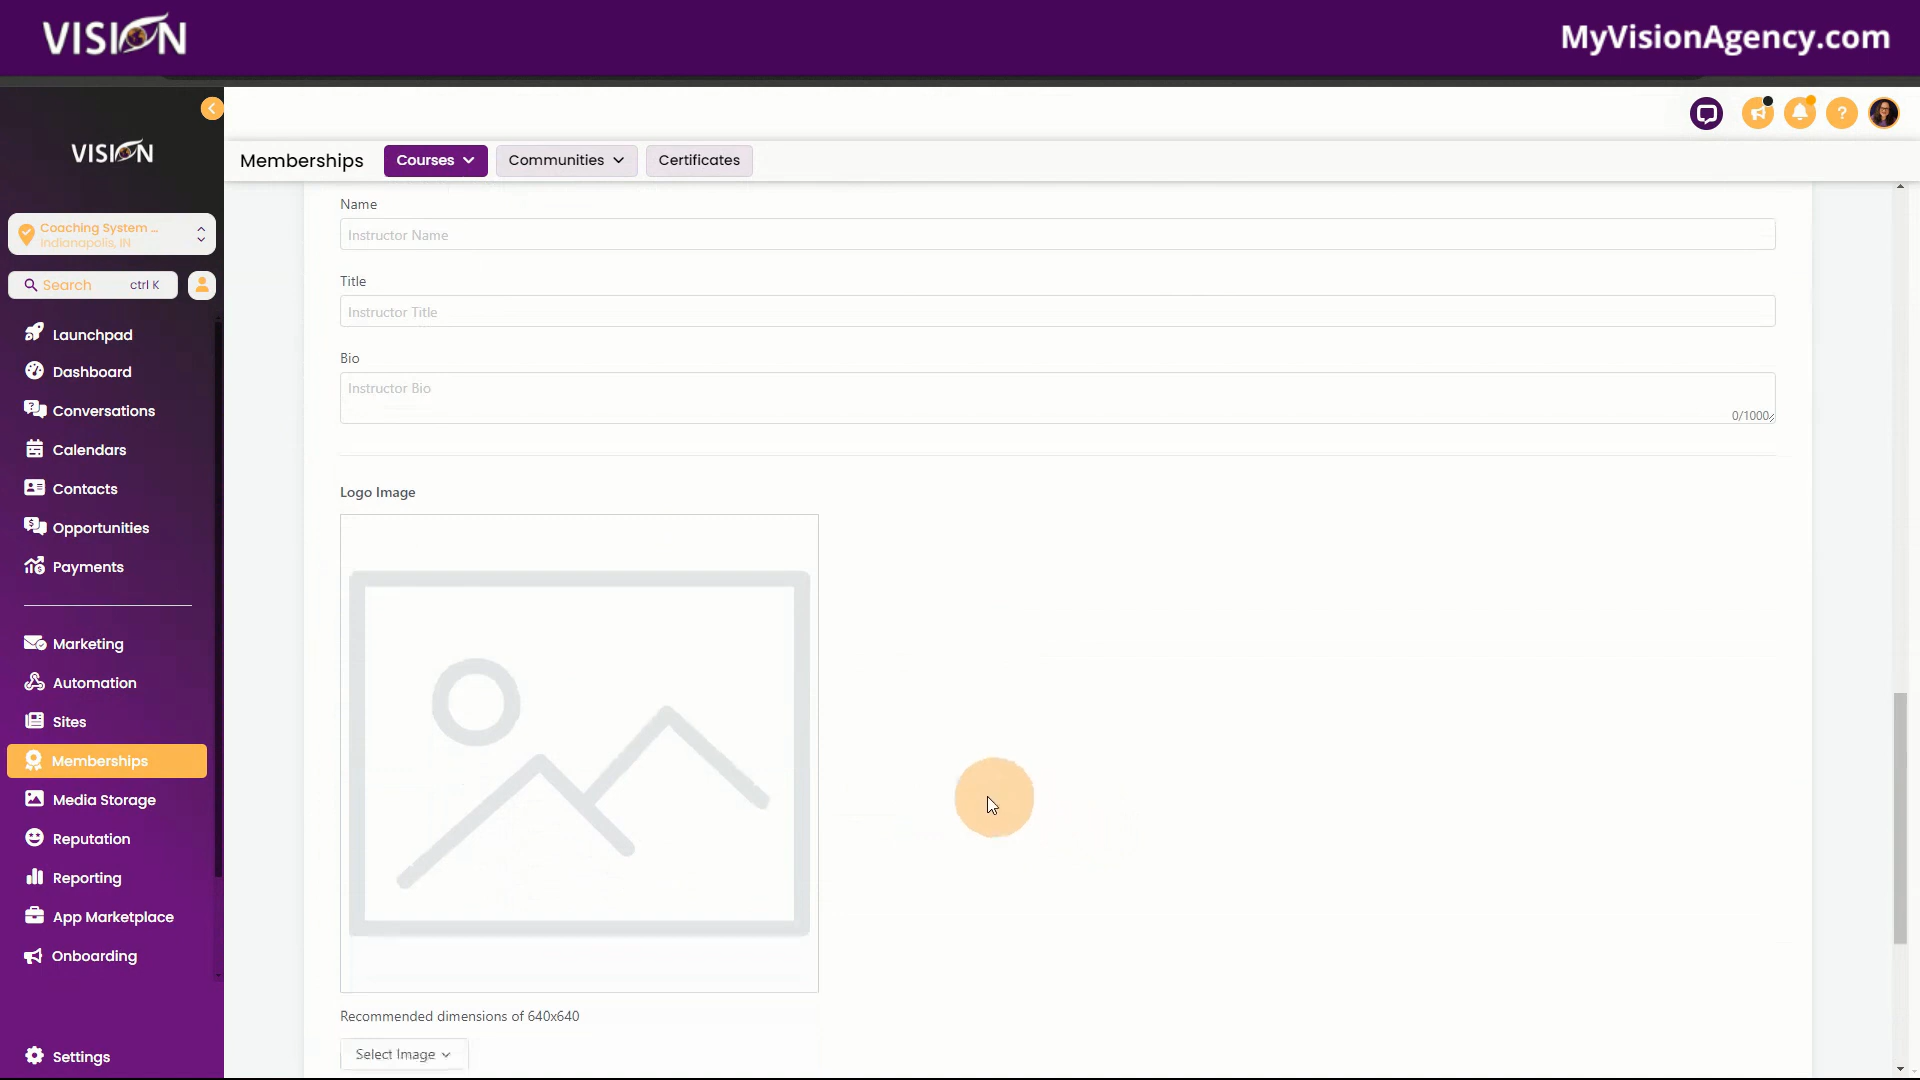 VISION
MyVisionAgency.com
VISION
Memberships
Courses
Communities
Certificates
Coaching System ...
Indianapolis, IN
Search
ctrl K
Launchpad
Dashboard
Conversations
Calendars
Contacts
Opportunities
Payments
Marketing
Automation
Sites
Memberships
Media Storage
Reputation
Reporting
App Marketplace
Onboarding
Settings
Name
Instructor Name
Title
Instructor Title
Bio
Instructor Bio
0/1000
Logo Image
Recommended dimensions of 640x640
Select Image